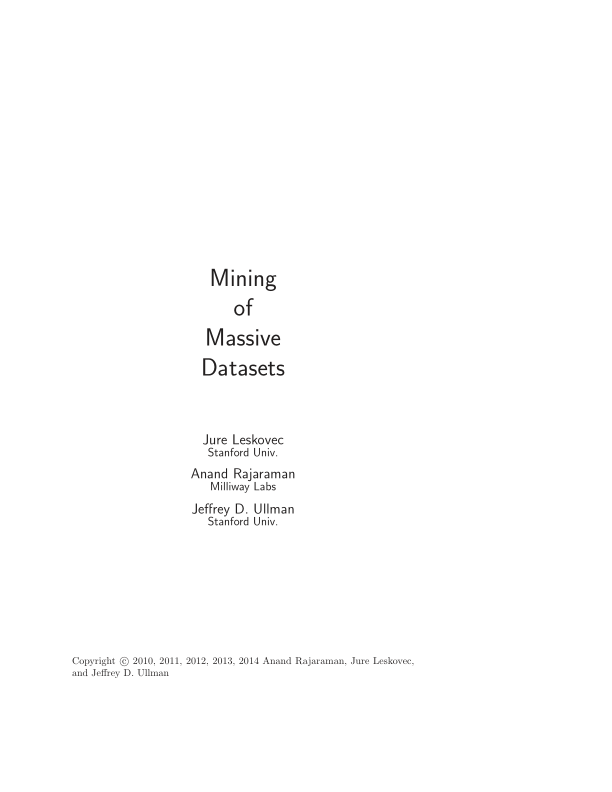 Mining
of
Massive
Datasets
Jure Leskovec
Stanford Univ.
Anand Rajaraman
Milliway Labs
Jeffrey D. Ullman
Stanford Univ.
Copyright © 2010, 2011, 2012, 2013, 2014 Anand Rajaraman, Jure Leskovec,
and Jeffrey D. Ullman